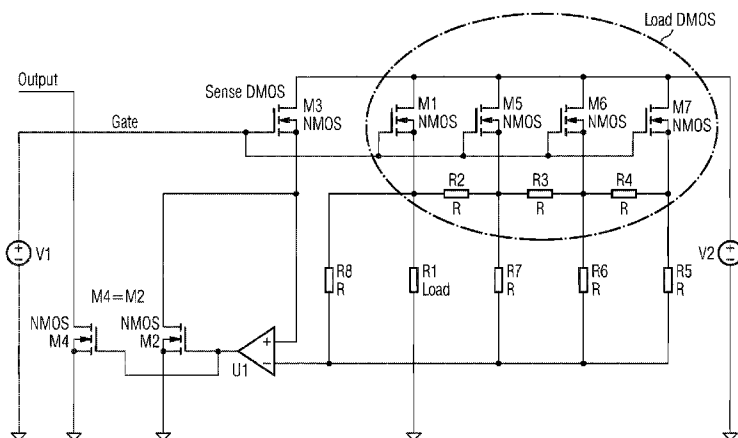 Load DMOS
Output
Sense DMOS
M3
NMOS
M1
NMOS
M5
NMOS
M6
NMOS
M7
NMOS
Gate
R2
R
R3
R
R4
R
V1
M4=M2
NMOS
M4
NMOS
M2
U1
R8
R
R1
Load
R7
R
R6
R
R5
R
V2